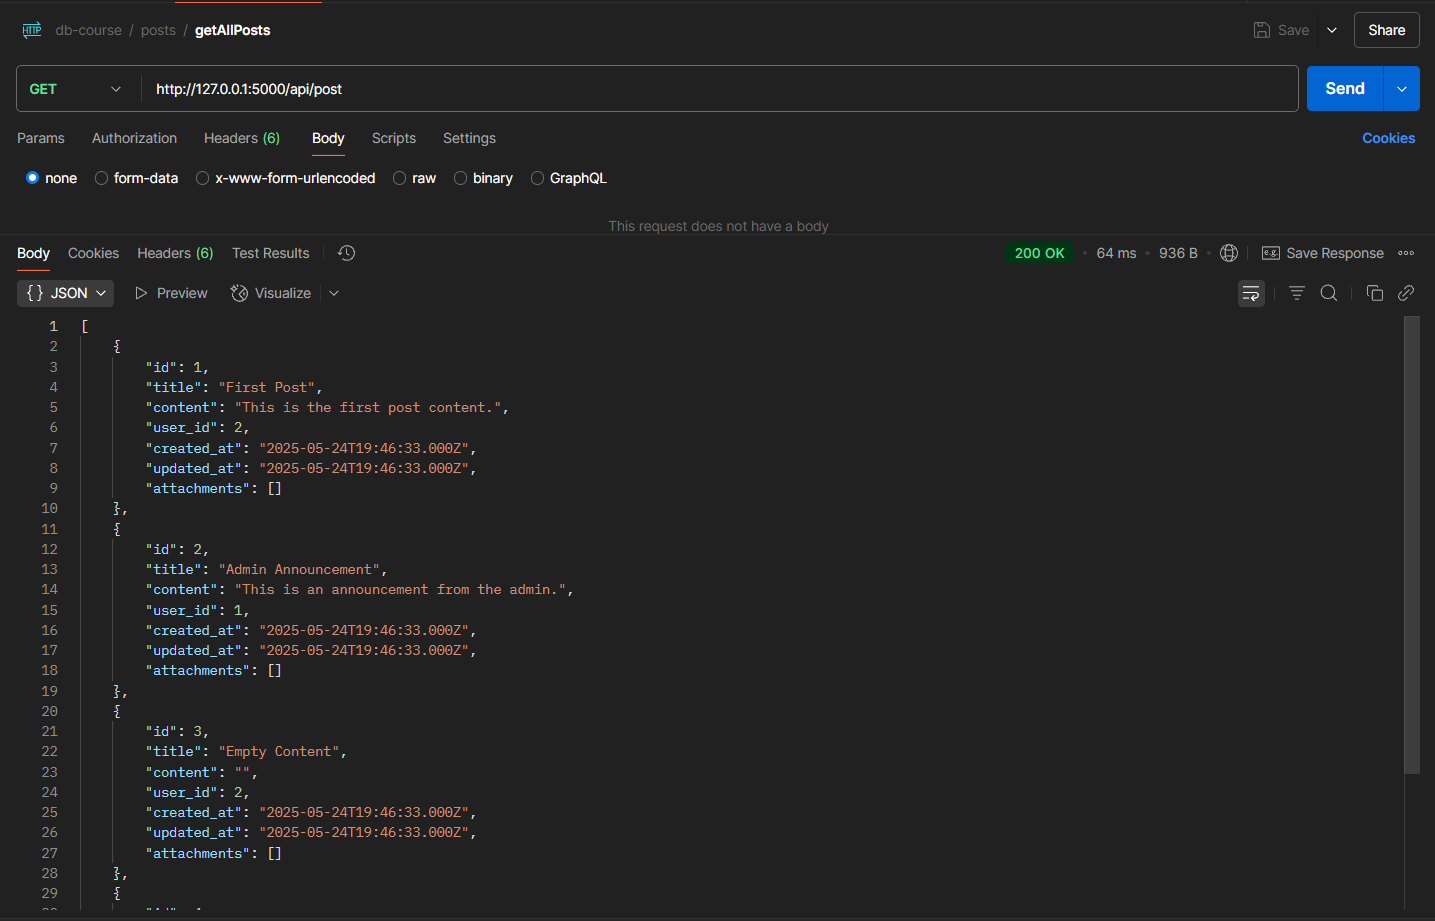 HTTP db-course / posts / getAllPosts Save Share
GET http://127.0.0.1:5000/api/post Send
Params Authorization Headers (6) Body Scripts Settings Cookies
none form-data x-www-form-urlencoded raw binary GraphQL
This request does not have a body
Body Cookies Headers (6) Test Results 200 OK 64 ms 936 B e.g. Save Response
{} JSON Preview Visualize
1 [
2 {
3 "id": 1,
4 "title": "First Post",
5 "content": "This is the first post content.",
6 "user_id": 2,
7 "created_at": "2025-05-24T19:46:33.000Z",
8 "updated_at": "2025-05-24T19:46:33.000Z",
9 "attachments": []
10 },
11 {
12 "id": 2,
13 "title": "Admin Announcement",
14 "content": "This is an announcement from the admin.",
15 "user_id": 1,
16 "created_at": "2025-05-24T19:46:33.000Z",
17 "updated_at": "2025-05-24T19:46:33.000Z",
18 "attachments": []
19 },
20 {
21 "id": 3,
22 "title": "Empty Content",
23 "content": "",
24 "user_id": 2,
25 "created_at": "2025-05-24T19:46:33.000Z",
26 "updated_at": "2025-05-24T19:46:33.000Z",
27 "attachments": []
28 },
29 {